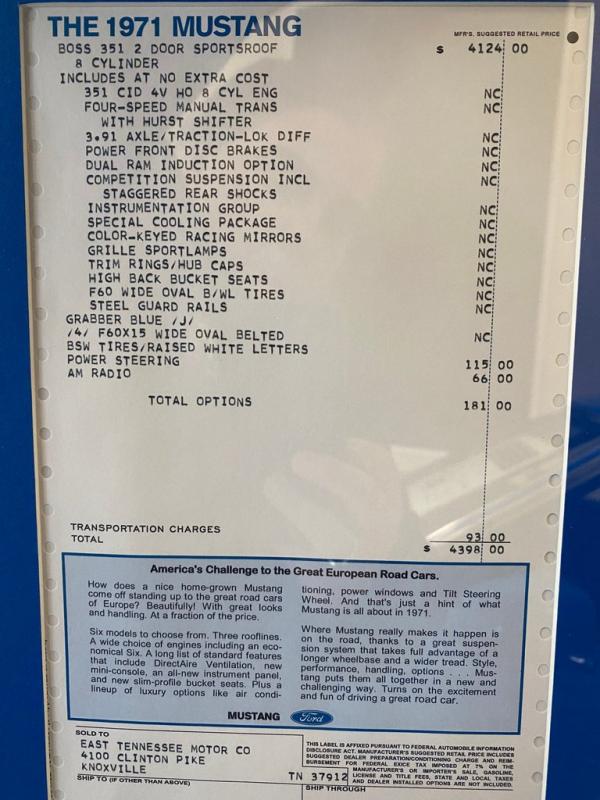 THE 1971 MUSTANG
MFR'S. SUGGESTED RETAIL PRICE
BOSS 351 2 DOOR SPORTSROOF $ 4124 00
8 CYLINDER
INCLUDES AT NO EXTRA COST
351 CID 4V HO 8 CYL ENG NC
FOUR-SPEED MANUAL TRANS NC
WITH HURST SHIFTER
3.91 AXLE/TRACTION-LOK DIFF NC
POWER FRONT DISC BRAKES NC
DUAL RAM INDUCTION OPTION NC
COMPETITION SUSPENSION INCL NC
STAGGERED REAR SHOCKS
INSTRUMENTATION GROUP NC
SPECIAL COOLING PACKAGE NC
COLOR-KEYED RACING MIRRORS NC
GRILLE SPORTLAMPS NC
TRIM RINGS/HUB CAPS NC
HIGH BACK BUCKET SEATS NC
F60 WIDE OVAL B/WL TIRES NC
STEEL GUARD RAILS NC
GRABBER BLUE /J/
/4/ F60X15 WIDE OVAL BELTED NC
BSW TIRES/RAISED WHITE LETTERS
POWER STEERING 115 00
AM RADIO 66 00
TOTAL OPTIONS 181 00
TRANSPORTATION CHARGES 93 00
TOTAL $ 4398 00
America's Challenge to the Great European Road Cars.
How does a nice home-grown Mustang
come off standing up to the great road cars
of Europe? Beautifully! With great looks
and handling. At a fraction of the price.
Six models to choose from. Three rooflines.
A wide choice of engines including an eco-
nomical Six. A long list of standard features
that include DirectAire Ventilation, new
mini-console, an all-new instrument panel,
and new slim-profile bucket seats. Plus a
lineup of luxury options like air condi-
tioning, power windows and Tilt Steering
Wheel. And that's just a hint of what
Mustang is all about in 1971.
Where Mustang really makes it happen is
on the road, thanks to a great suspen-
sion system that takes full advantage of a
longer wheelbase and a wider tread. Style,
performance, handling, options . . . Mus-
tang puts them all together in a new and
challenging way. Turns on the excitement
and fun of driving a great road car.
MUSTANG Ford
SOLD TO
EAST TENNESSEE MOTOR CO
4100 CLINTON PIKE
KNOXVILLE TN 37912
SHIP TO (IF OTHER THAN ABOVE)
THIS LABEL IS AFFIXED PURSUANT TO FEDERAL AUTOMOBILE INFORMATION
DISCLOSURE ACT. MANUFACTURER'S SUGGESTED RETAIL PRICE INCLUDES
SUGGESTED DEALER PREPARATION/CONDITIONING CHARGE AND REIM-
BURSEMENT FOR FEDERAL EXICE TAX IMPOSED AT 7% ON THE
MANUFACTURER'S OR IMPORTER'S SALE, GASOLINE,
LICENSE AND TITLE FEES, STATE AND LOCAL TAXES
AND DEALER INSTALLED OPTIONS ARE NOT INCLUDED.
SHIP THROUGH